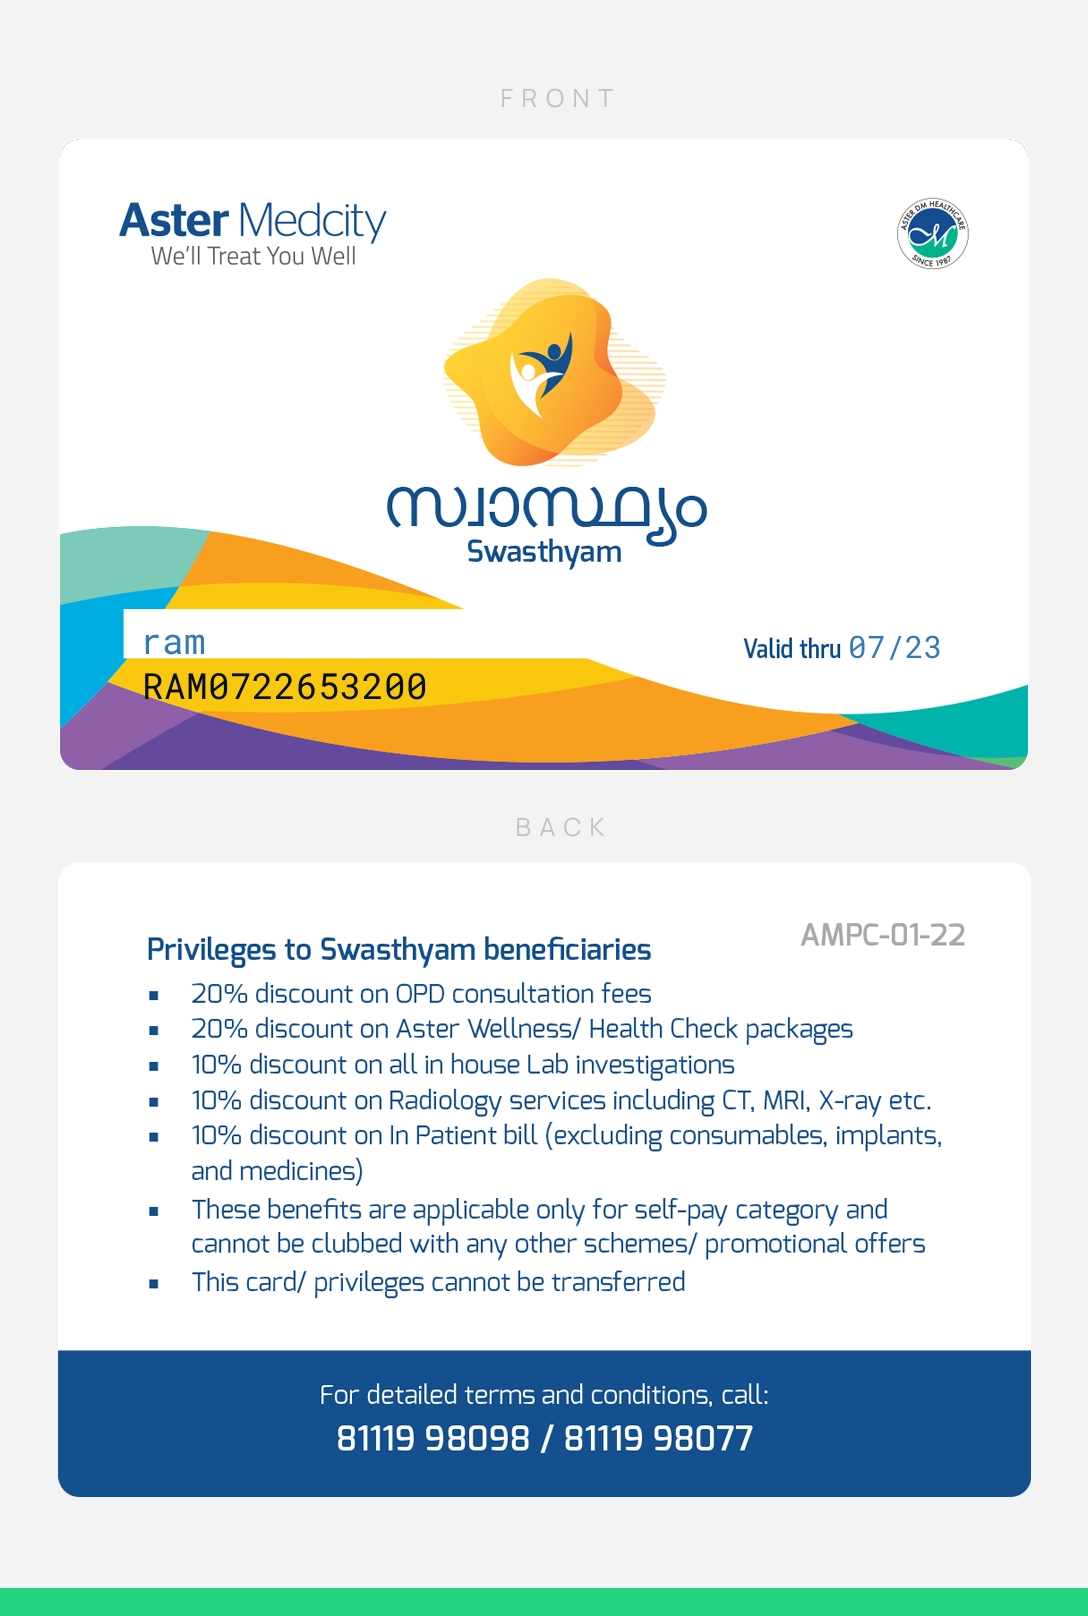 FRONT
Aster Medcity
We'll Treat You Well
ASTER DM HEALTHCARE
SINCE 1987
സ്വാസ്ഥ്യം
Swasthyam
ram
Valid thru 07/23
RAM0722653200
BACK
AMPC-01-22
Privileges to Swasthyam beneficiaries
▪ 20% discount on OPD consultation fees
▪ 20% discount on Aster Wellness/ Health Check packages
▪ 10% discount on all in house Lab investigations
▪ 10% discount on Radiology services including CT, MRI, X-ray etc.
▪ 10% discount on In Patient bill (excluding consumables, implants,
and medicines)
▪ These benefits are applicable only for self-pay category and
cannot be clubbed with any other schemes/ promotional offers
▪ This card/ privileges cannot be transferred
For detailed terms and conditions, call:
81119 98098 / 81119 98077